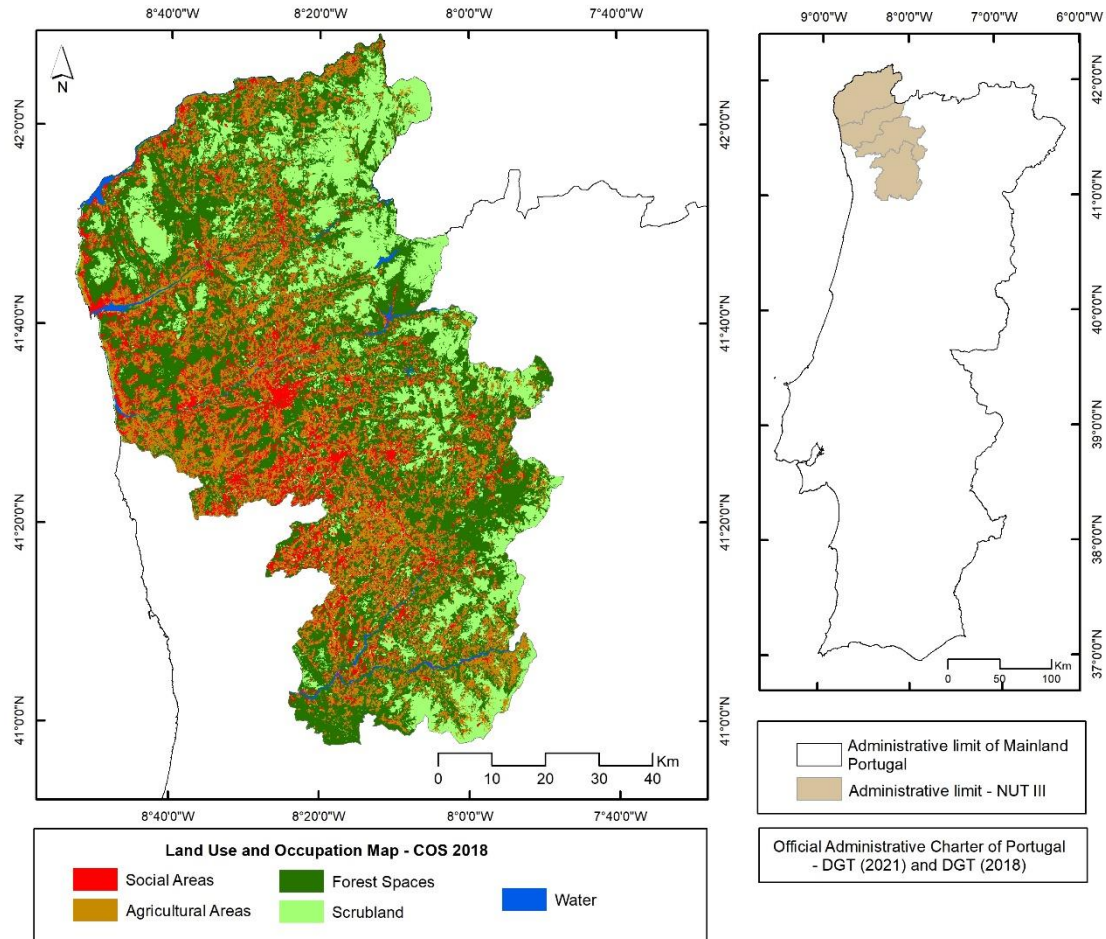 8°40'0"W 8°20'0"W 8°0'0"W 7°40'0"W
9°0'0"W 8°0'0"W 7°0'0"W 6°0'0"W
N
42°0'0"N
41°40'0"N
41°20'0"N
41°0'0"N
42°0'0"N
41°40'0"N
41°20'0"N
41°0'0"N
42°0'0"N
41°0'0"N
40°0'0"N
39°0'0"N
38°0'0"N
37°0'0"N
Km
0 10 20 30 40
Km
0 50 100
8°40'0"W 8°20'0"W 8°0'0"W 7°40'0"W
Land Use and Occupation Map - COS 2018
Social Areas
Forest Spaces
Water
Agricultural Areas
Scrubland
Administrative limit of Mainland
Portugal
Administrative limit - NUT III
Official Administrative Charter of Portugal
- DGT (2021) and DGT (2018)